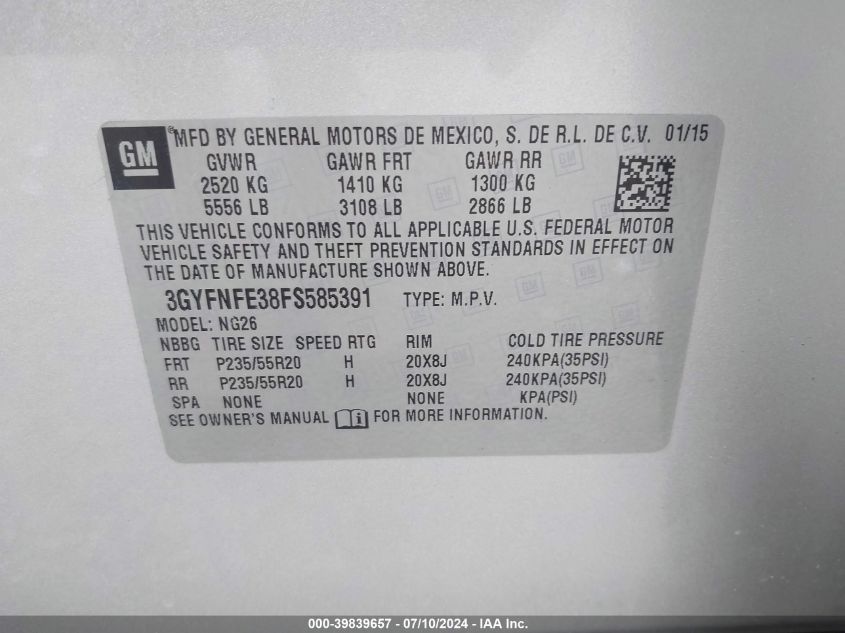 GM ® MFD BY GENERAL MOTORS DE MEXICO, S. DE R.L. DE C.V. 01/15
GVWR GAWR FRT GAWR RR
2520 KG 1410 KG 1300 KG
5556 LB 3108 LB 2866 LB
THIS VEHICLE CONFORMS TO ALL APPLICABLE U.S. FEDERAL MOTOR
VEHICLE SAFETY AND THEFT PREVENTION STANDARDS IN EFFECT ON
THE DATE OF MANUFACTURE SHOWN ABOVE.
3GYFNFE38FS585391 TYPE: M.P.V.
MODEL: NG26
NBBG TIRE SIZE SPEED RTG RIM COLD TIRE PRESSURE
FRT P235/55R20 H 20X8J 240KPA(35PSI)
RR P235/55R20 H 20X8J 240KPA(35PSI)
SPA NONE NONE KPA(PSI)
SEE OWNER'S MANUAL FOR MORE INFORMATION.
000-39839657 - 07/10/2024 - IAA Inc.